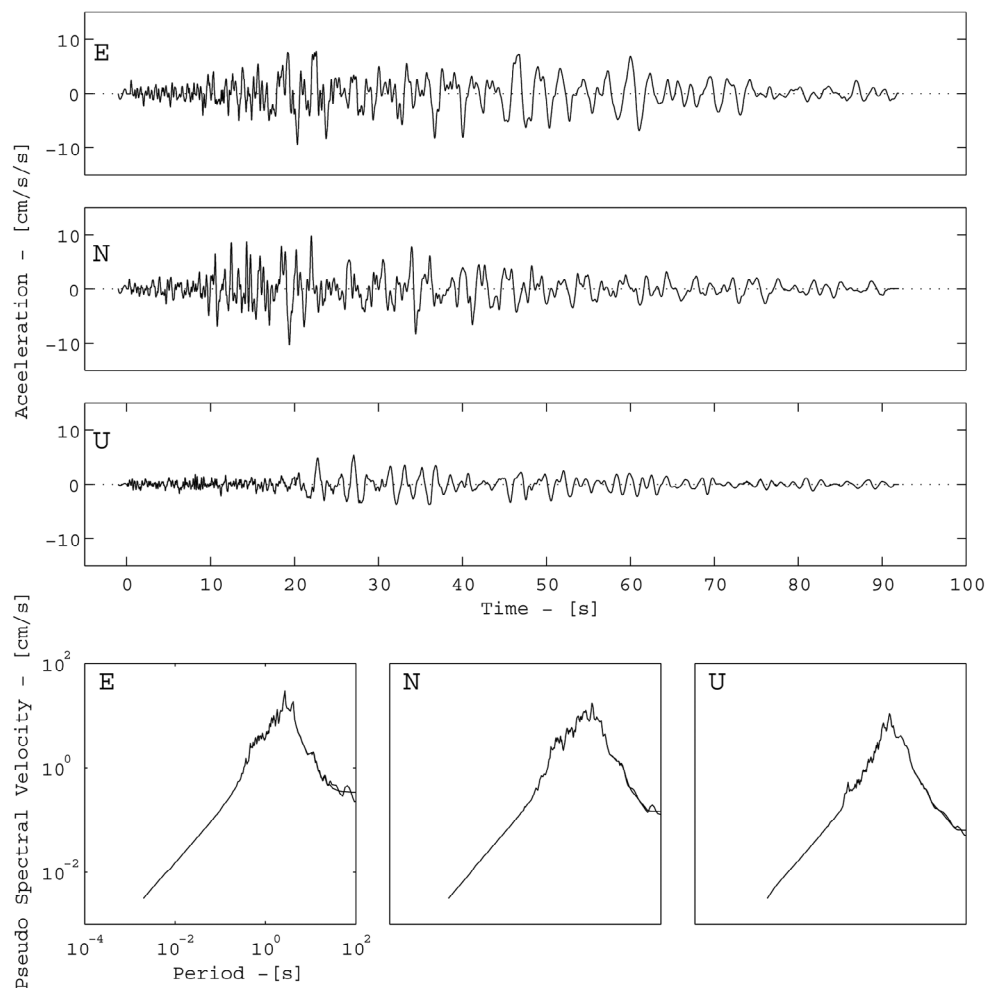 10
E
0
-10
10
N
0
-10
10
U
0
-10
Aceeleration - [cm/s/s]
0 10 20 30 40 50 60 70 80 90 100
Time - [s]
Pseudo Spectral Velocity - [cm/s]
10^2
10^0
10^-2
E
N
U
10^-4 10^-2 10^0 10^2
Period -[s]